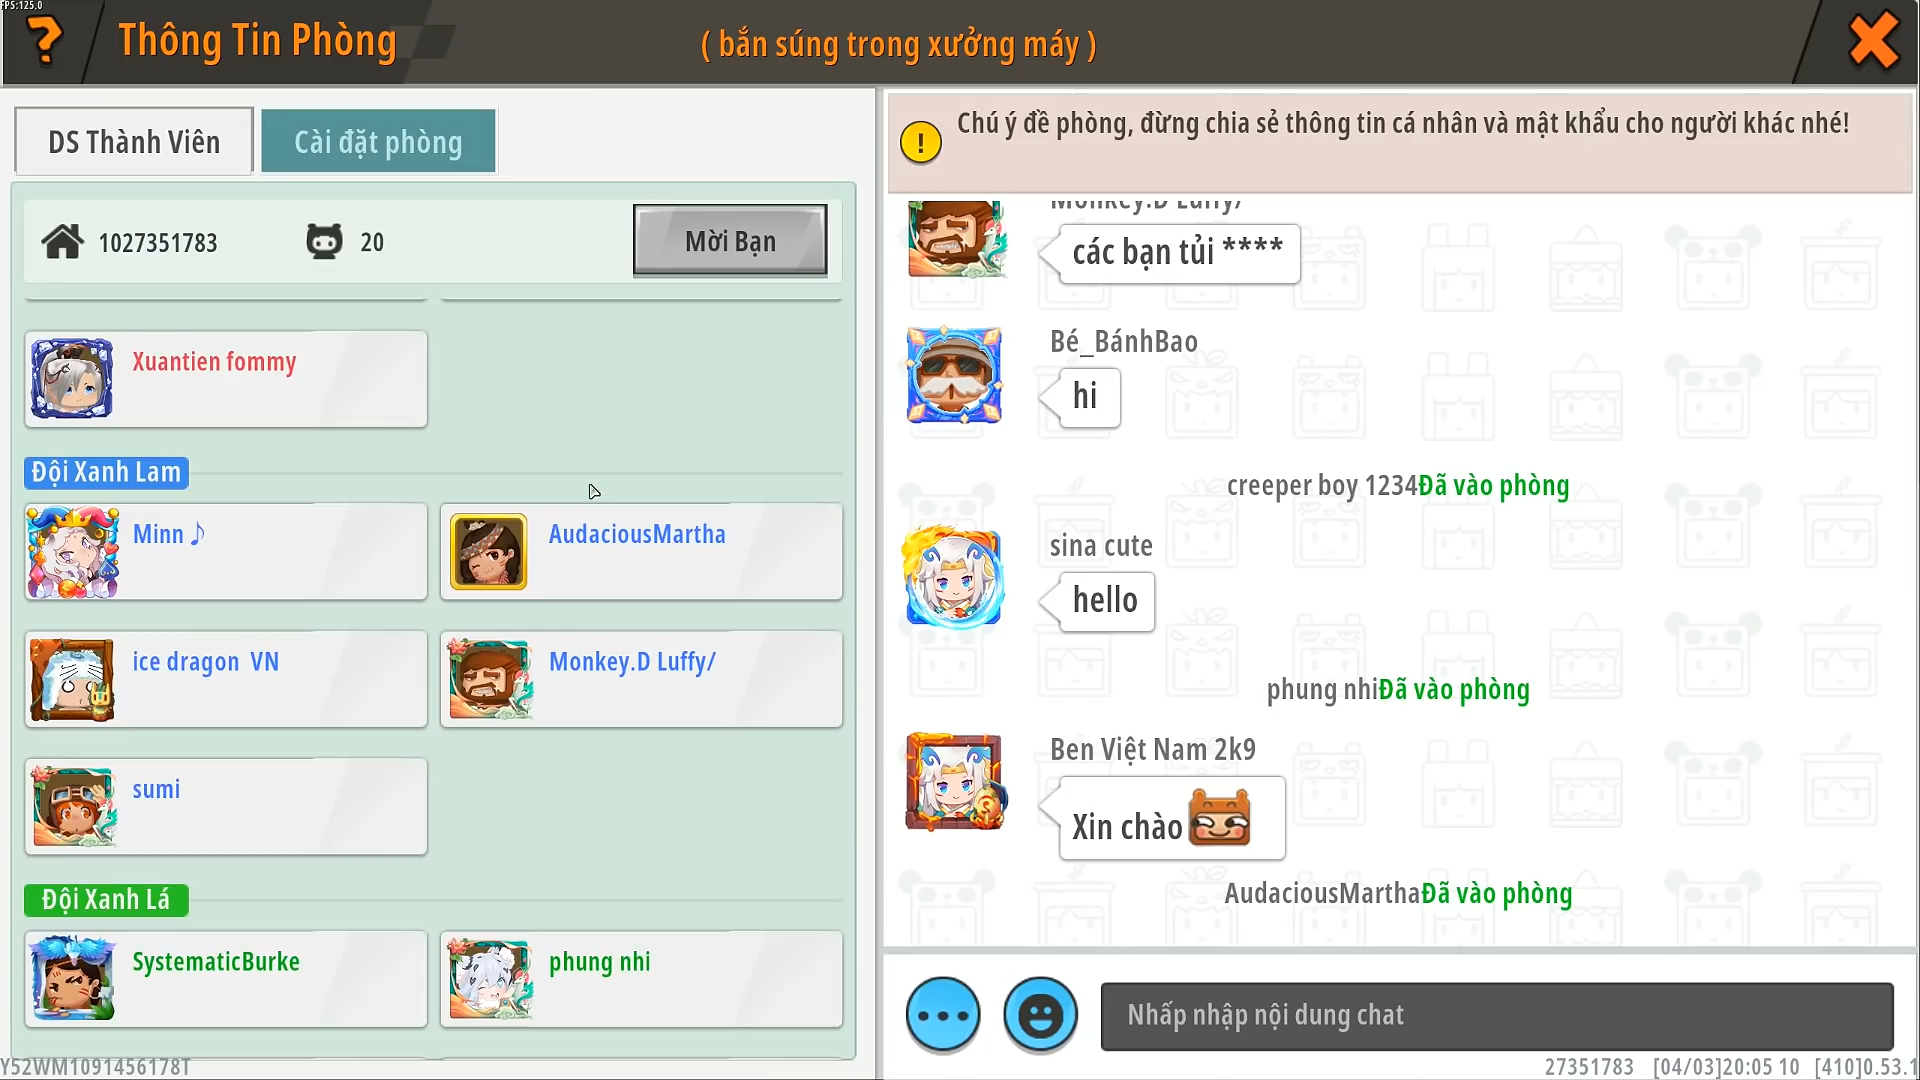 FPS:125.0
Thông Tin Phòng
( bắn súng trong xưởng máy )
DS Thành Viên
Cài đặt phòng
1027351783
20
Mời Bạn
Xuantien fommy
Đội Xanh Lam
Minn ♪
AudaciousMartha
ice dragon VN
Monkey.D Luffy/
sumi
Đội Xanh Lá
SystematicBurke
phung nhi
Y52WM1091456178T
Chú ý đề phòng, đừng chia sẻ thông tin cá nhân và mật khẩu cho người khác nhé!
Monkey.D Luffy/
các bạn tủi ****
Bé_BánhBao
hi
creeper boy 1234Đã vào phòng
sina cute
hello
phung nhiĐã vào phòng
Ben Việt Nam 2k9
Xin chào
AudaciousMarthaĐã vào phòng
Nhấp nhập nội dung chat
27351783 [04/03]20:05 10 [410]0.53.1